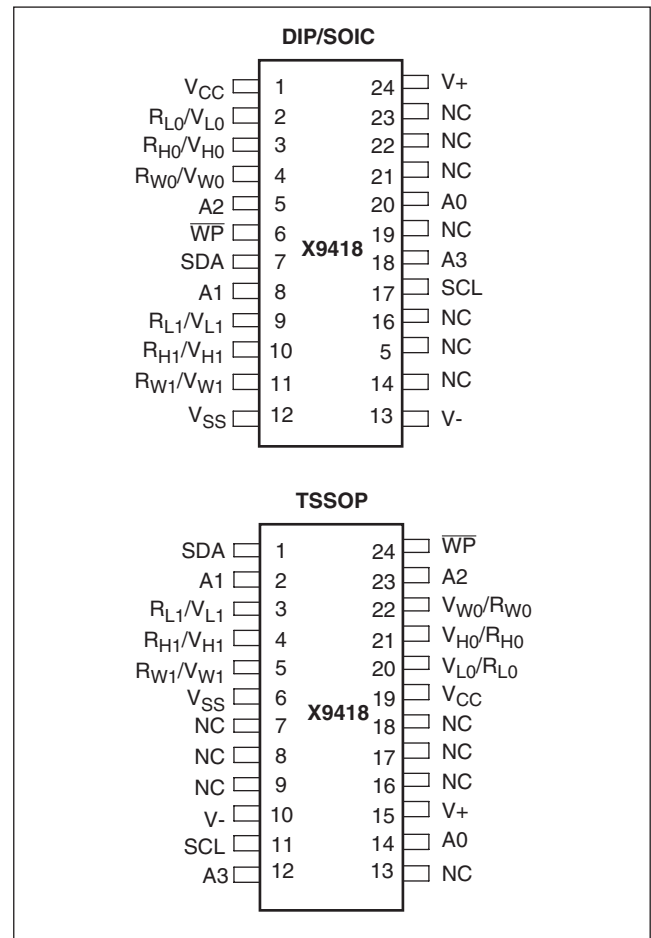 DIP/SOIC
VCC 1 24 V+
RL0/VL0 2 23 NC
RH0/VH0 3 22 NC
RW0/VW0 4 21 NC
A2 5 20 A0
W̅P̅ 6 19 NC
X9418
SDA 7 18 A3
A1 8 17 SCL
RL1/VL1 9 16 NC
RH1/VH1 10 5 NC
RW1/VW1 11 14 NC
VSS 12 13 V-
TSSOP
SDA 1 24 W̅P̅
A1 2 23 A2
RL1/VL1 3 22 VW0/RW0
RH1/VH1 4 21 VH0/RH0
RW1/VW1 5 20 VL0/RL0
VSS 6 19 VCC
X9418
NC 7 18 NC
NC 8 17 NC
NC 9 16 NC
V- 10 15 V+
SCL 11 14 A0
A3 12 13 NC